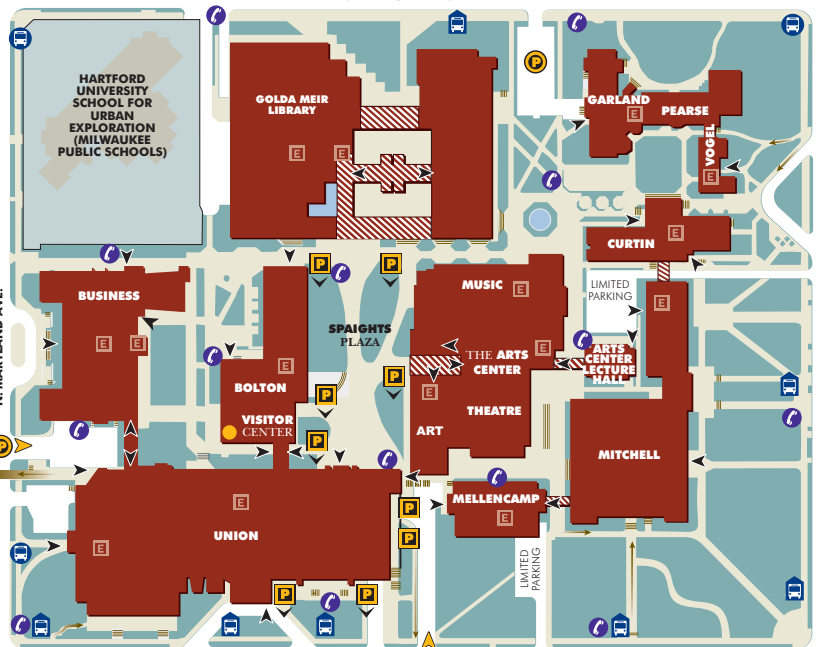 HARTFORD
UNIVERSITY
SCHOOL FOR
URBAN
EXPLORATION
(MILWAUKEE
PUBLIC SCHOOLS)
GOLDA MEIR
LIBRARY
E
E
P
GARLAND
E
PEARSE
VOGEL
E
CURTIN
E
BUSINESS
E
E
P
P
MUSIC
E
LIMITED
PARKING
E
SPAIGHTS
PLAZA
THE ARTS
CENTER
E
ARTS
CENTER
LECTURE
HALL
E
BOLTON
VISITOR
CENTER
P
P
P
E
THEATRE
ART
MITCHELL
P
MELLENCAMP
E
UNION
E
E
P
P
LIMITED
PARKING
P
P